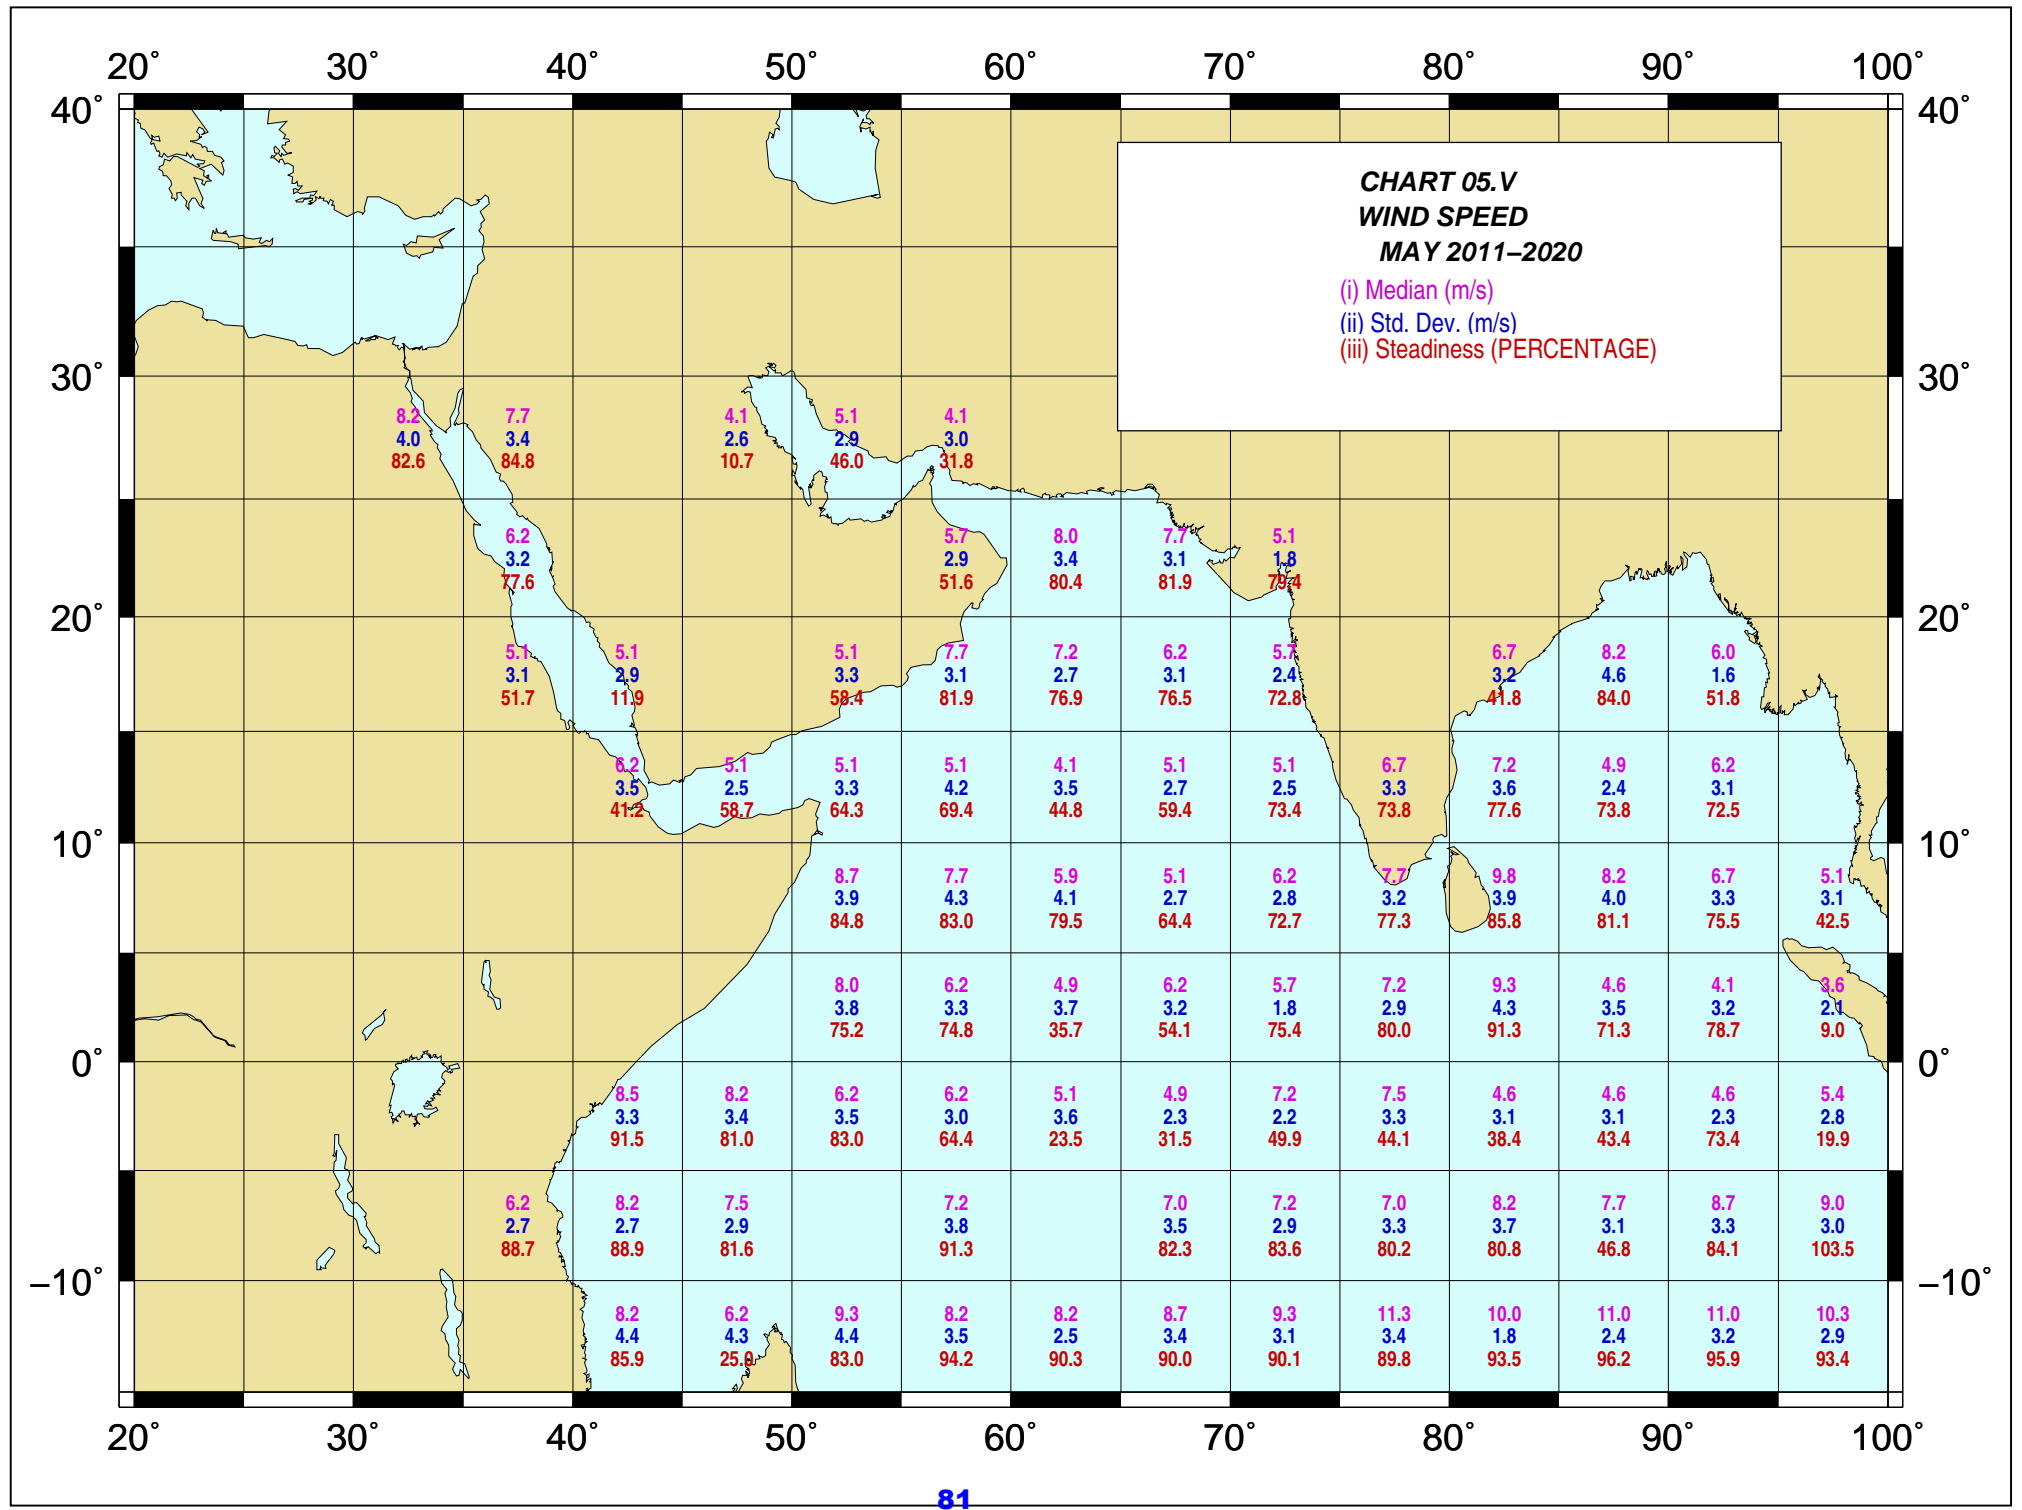 20° 30° 40° 50° 60° 70° 80° 90° 100°
40° 40°
CHART 05.V
WIND SPEED
MAY 2011–2020
(i) Median (m/s)
(ii) Std. Dev. (m/s)
(iii) Steadiness (PERCENTAGE)
30° 30°
8.2 7.7 4.1 5.1 4.1
4.0 3.4 2.6 2.9 3.0
82.6 84.8 10.7 46.0 31.8
6.2 5.7 8.0 7.7 5.1
3.2 2.9 3.4 3.1 1.8
77.6 51.6 80.4 81.9 79.4
20° 20°
5.1 5.1 5.1 7.7 7.2 6.2 5.7 6.7 8.2 6.0
3.1 2.9 3.3 3.1 2.7 3.1 2.4 3.2 4.6 1.6
51.7 11.9 58.4 81.9 76.9 76.5 72.8 41.8 84.0 51.8
6.2 5.1 5.1 5.1 4.1 5.1 5.1 6.7 7.2 4.9 6.2
3.5 2.5 3.3 4.2 3.5 2.7 2.5 3.3 3.6 2.4 3.1
41.2 58.7 64.3 69.4 44.8 59.4 73.4 73.8 77.6 73.8 72.5
10° 10°
8.7 7.7 5.9 5.1 6.2 7.7 9.8 8.2 6.7 5.1
3.9 4.3 4.1 2.7 2.8 3.2 3.9 4.0 3.3 3.1
84.8 83.0 79.5 64.4 72.7 77.3 85.8 81.1 75.5 42.5
8.0 6.2 4.9 6.2 5.7 7.2 9.3 4.6 4.1 3.6
3.8 3.3 3.7 3.2 1.8 2.9 4.3 3.5 3.2 2.1
75.2 74.8 35.7 54.1 75.4 80.0 91.3 71.3 78.7 9.0
0° 0°
8.5 8.2 6.2 6.2 5.1 4.9 7.2 7.5 4.6 4.6 4.6 5.4
3.3 3.4 3.5 3.0 3.6 2.3 2.2 3.3 3.1 3.1 2.3 2.8
91.5 81.0 83.0 64.4 23.5 31.5 49.9 44.1 38.4 43.4 73.4 19.9
6.2 8.2 7.5 7.2 7.0 7.2 7.0 8.2 7.7 8.7 9.0
2.7 2.7 2.9 3.8 3.5 2.9 3.3 3.7 3.1 3.3 3.0
88.7 88.9 81.6 91.3 82.3 83.6 80.2 80.8 46.8 84.1 103.5
–10° –10°
8.2 6.2 9.3 8.2 8.2 8.7 9.3 11.3 10.0 11.0 11.0 10.3
4.4 4.3 4.4 3.5 2.5 3.4 3.1 3.4 1.8 2.4 3.2 2.9
85.9 25.0 83.0 94.2 90.3 90.0 90.1 89.8 93.5 96.2 95.9 93.4
20° 30° 40° 50° 60° 70° 80° 90° 100°
81